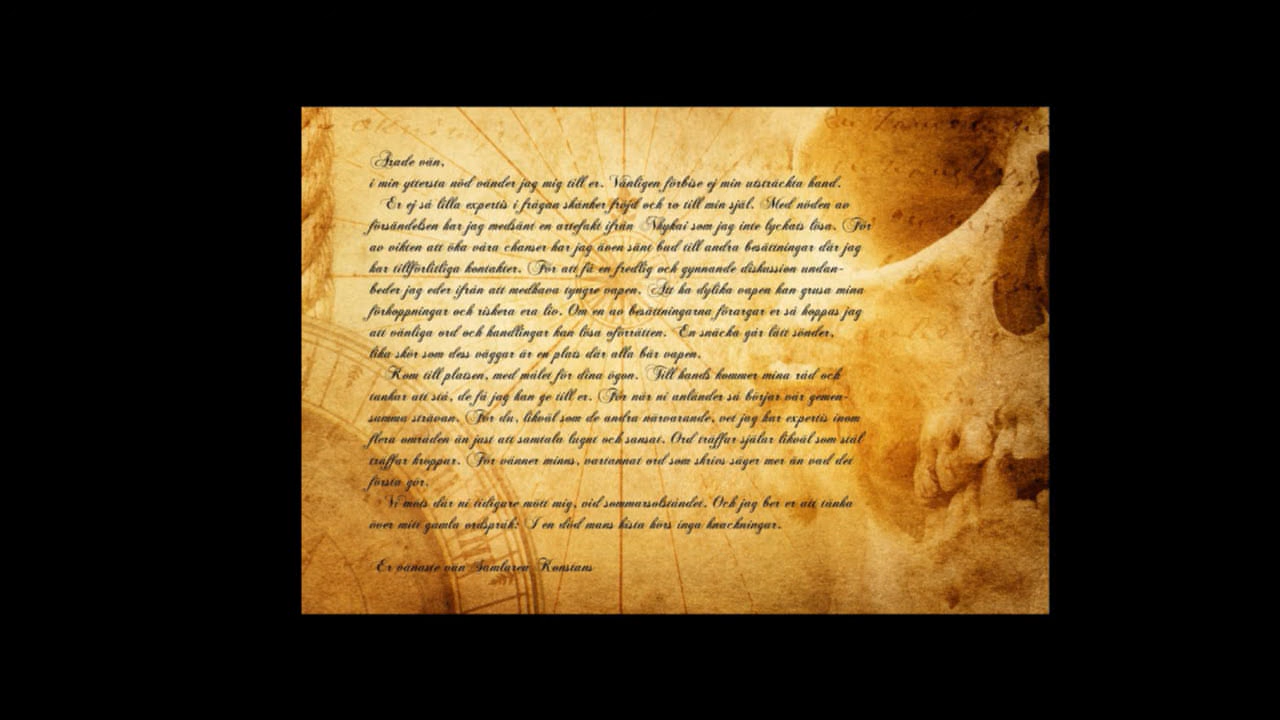 Ärade vän,
i min yttersta nöd vänder jag mig till er. Vänligen förbise ej min utsträckta hand.
Er ej så lilla expertis i frågan skänker fröjd och ro till min själ. Med nöden av
försändelsen har jag medsänt en artefakt ifrån Thykai som jag inte lyckats lösa. För
av vikten att öka våra chanser har jag även sänt bud till andra besättningar där jag
har tillförlitliga kontakter. För att få en fredlig och gynnande diskussion undan-
beder jag eder ifrån att medhava tyngre vapen. Att ha dylika vapen kan grusa mina
förhoppningar och riskera era liv. Om en av besättningarna förargar er så hoppas jag
att vänliga ord och handlingar kan lösa oförrätten. En snäcka går lätt sönder,
lika skör som dess väggar är en plats där alla bär vapen.
Kom till platsen, med målet för dina ögon. Till hands kommer mina råd och
tankar att stå, de få jag kan ge till er. För när ni anländer så börjar vår gemen-
samma strävan. För du, likväl som de andra närvarande, vet jag har expertis inom
flera områden än just att samtala lugnt och sansat. Ord träffar själar likväl som stål
träffar kroppar. För vänner minns, vartannat ord som skrivs säger mer än vad det
första gör.
Vi möts där ni tidigare mött mig, vid sommarsolståndet. Och jag ber er att tänka
över mitt gamla ordspråk: I en död mans kista hörs inga knackningar.
Er vänaste vän Samlaren Konstans